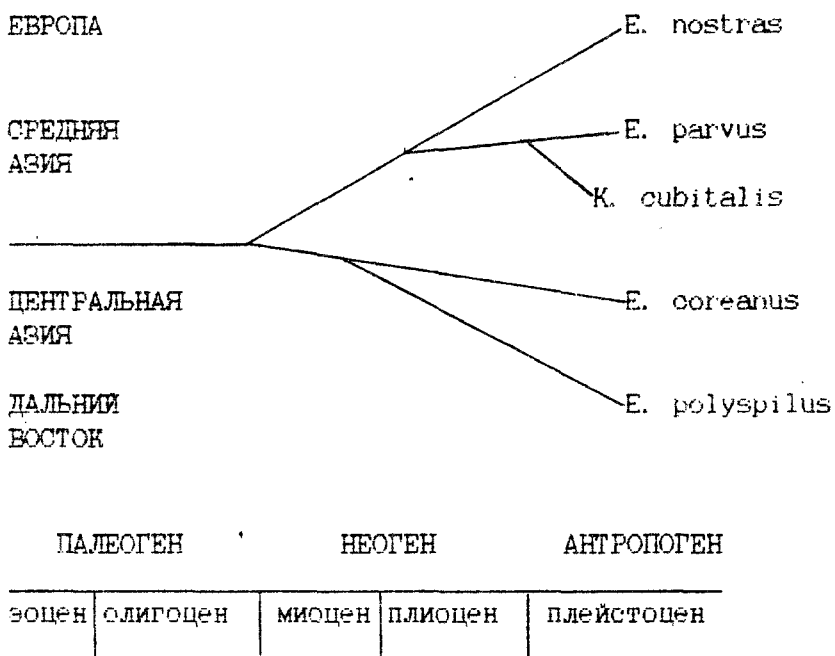 ЕВРОПА
E. nostras
СРЕДНЯЯ
АЗИЯ
E. parvus
K. cubitalis
ЦЕНТРАЛЬНАЯ
АЗИЯ
E. coreanus
ДАЛЬНИЙ
ВОСТОК
E. polyspilus
ПАЛЕОГЕН НЕОГЕН АНТРОПОГЕН
эоцен олигоцен миоцен плиоцен плейстоцен